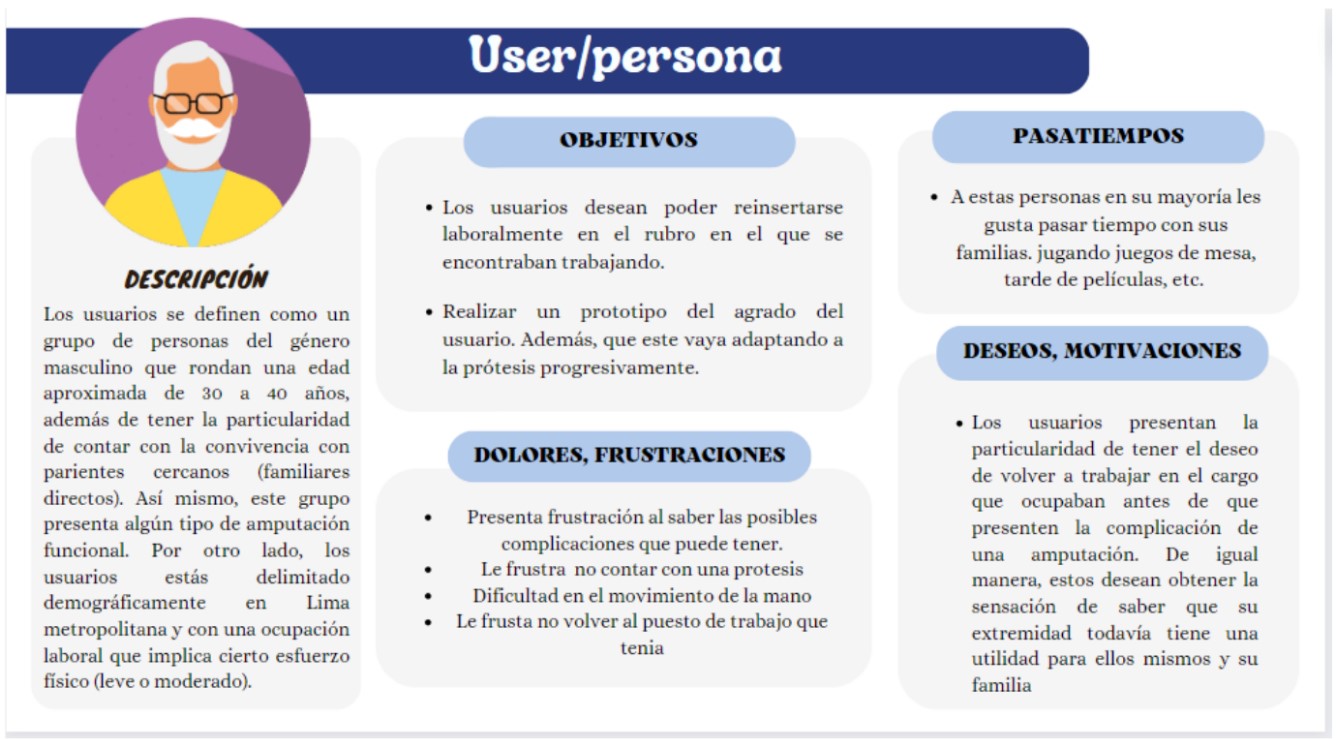 User/persona
DESCRIPCIÓN
Los usuarios se definen como un
grupo de personas del género
masculino que rondan una edad
aproximada de 30 a 40 años,
además de tener la particularidad
de contar con la convivencia con
parientes cercanos (familiares
directos). Así mismo, este grupo
presenta algún tipo de amputación
funcional. Por otro lado, los
usuarios estás delimitado
demográficamente en Lima
metropolitana y con una ocupación
laboral que implica cierto esfuerzo
físico (leve o moderado).
OBJETIVOS
• Los usuarios desean poder reinsertarse
laboralmente en el rubro en el que se
encontraban trabajando.
• Realizar un prototipo del agrado del
usuario. Además, que este vaya adaptando a
la prótesis progresivamente.
DOLORES, FRUSTRACIONES
• Presenta frustración al saber las posibles
complicaciones que puede tener.
• Le frustra no contar con una protesis
• Dificultad en el movimiento de la mano
• Le frusta no volver al puesto de trabajo que
tenia
PASATIEMPOS
• A estas personas en su mayoría les
gusta pasar tiempo con sus
familias. jugando juegos de mesa,
tarde de películas, etc.
DESEOS, MOTIVACIONES
• Los usuarios presentan la
particularidad de tener el deseo
de volver a trabajar en el cargo
que ocupaban antes de que
presenten la complicación de
una amputación. De igual
manera, estos desean obtener la
sensación de saber que su
extremidad todavía tiene una
utilidad para ellos mismos y su
familia